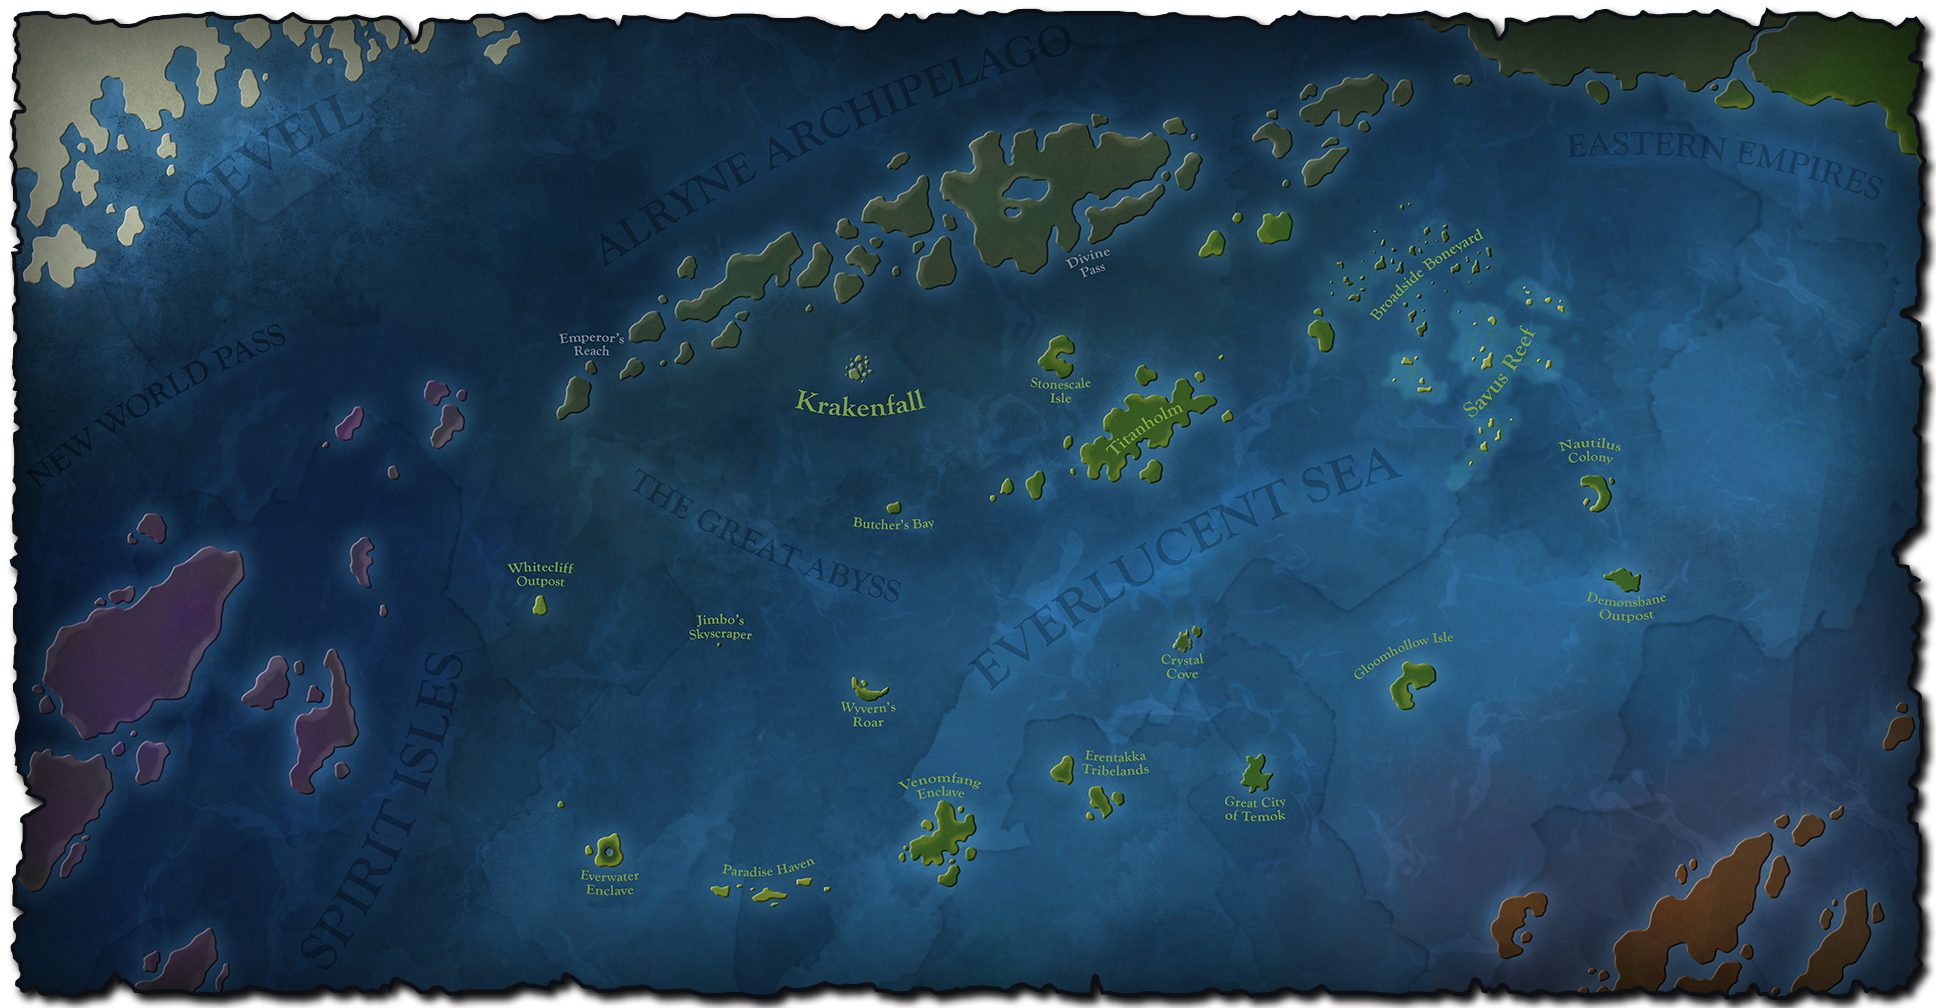 ICEVEIL
ALRYNE ARCHIPELAGO
EASTERN EMPIRES
Divine
Pass
Broadside Boneyard
NEW WORLD PASS
Emperor's
Reach
Krakenfall
Stonescale
Isle
Titanholm
Savus Reef
Nautilus
Colony
THE GREAT ABYSS
Butcher's Bay
EVERLUCENT SEA
Whitecliff
Outpost
Jimbo's
Skyscraper
Demonsbane
Outpost
Crystal
Cove
Gloomhollow Isle
Wyvern's
Roar
SPIRIT ISLES
Venomfang
Enclave
Erentakka
Tribelands
Great City
of Temok
Everwater
Enclave
Paradise Haven